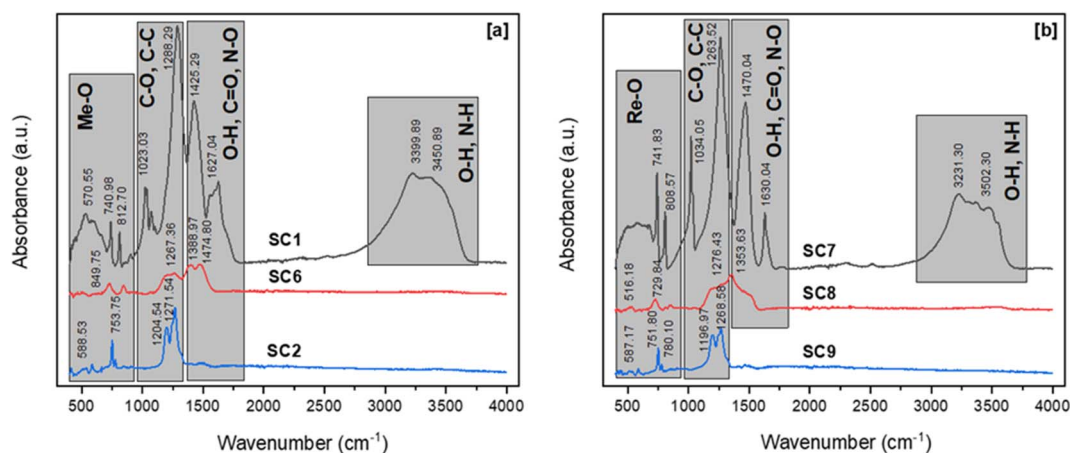 [a]
Absorbance (a.u.)
Me-O
C-O, C-C
O-H, C=O, N-O
O-H, N-H
570.55
740.98
812.70
1023.03
1288.29
1425.29
1627.04
3399.89
3450.89
SC1
849.75
1267.36
1388.97
1474.80
SC6
588.53
753.75
1204.54
1271.54
SC2
500 1000 1500 2000 2500 3000 3500 4000
Wavenumber (cm⁻¹)
[b]
Absorbance (a.u.)
Re-O
C-O, C-C
O-H, C=O, N-O
O-H, N-H
741.83
808.57
1034.05
1263.52
1470.04
1630.04
3231.30
3502.30
SC7
516.18
729.84
1276.43
1353.63
SC8
587.17
751.80
780.10
1196.97
1268.58
SC9
500 1000 1500 2000 2500 3000 3500 4000
Wavenumber (cm⁻¹)